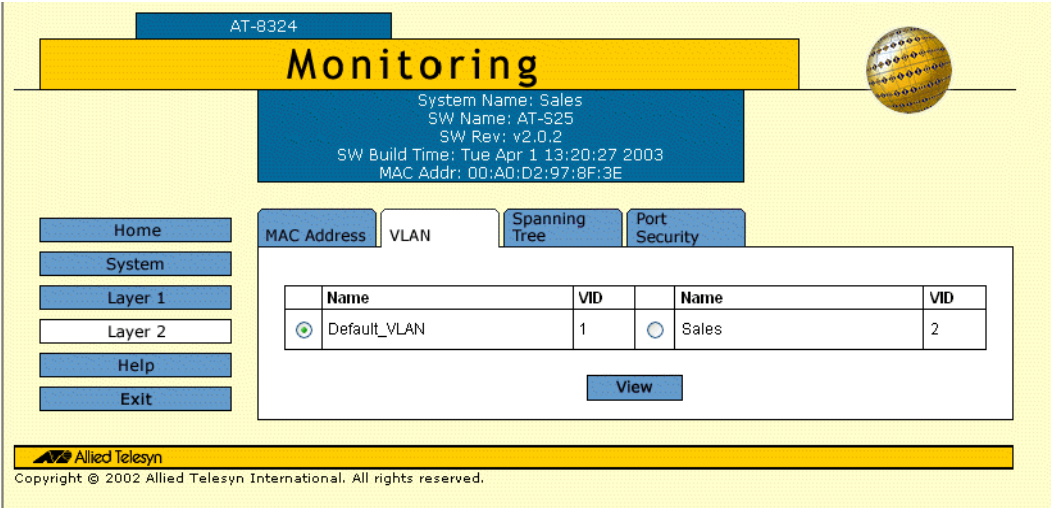 AT-8324
Monitoring
System Name: Sales
SW Name: AT-S25
SW Rev: v2.0.2
SW Build Time: Tue Apr 1 13:20:27 2003
MAC Addr: 00:A0:D2:97:8F:3E
Home
System
Layer 1
Layer 2
Help
Exit
MAC Address
VLAN
Spanning
Tree
Port
Security
Name VID Name VID
Default_VLAN 1 Sales 2
View
Allied Telesyn
Copyright © 2002 Allied Telesyn International. All rights reserved.